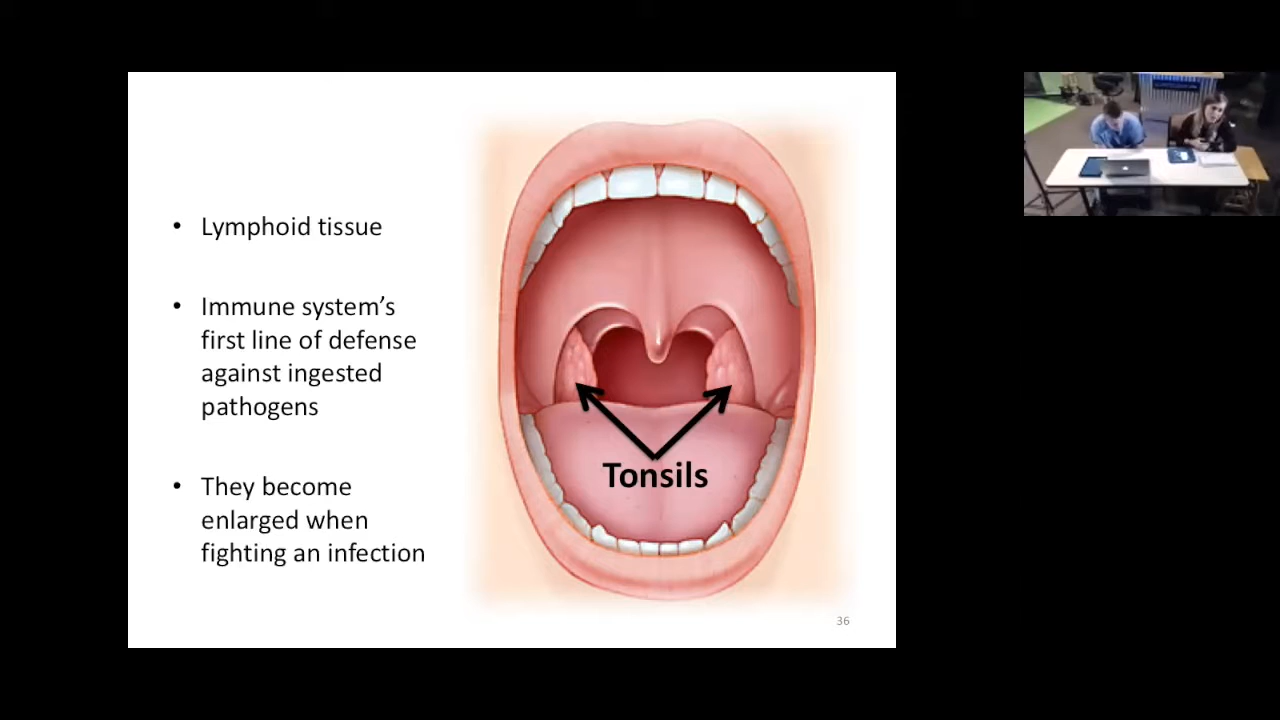 • Lymphoid tissue
• Immune system’s
first line of defense
against ingested
pathogens
• They become
enlarged when
fighting an infection
Tonsils
36